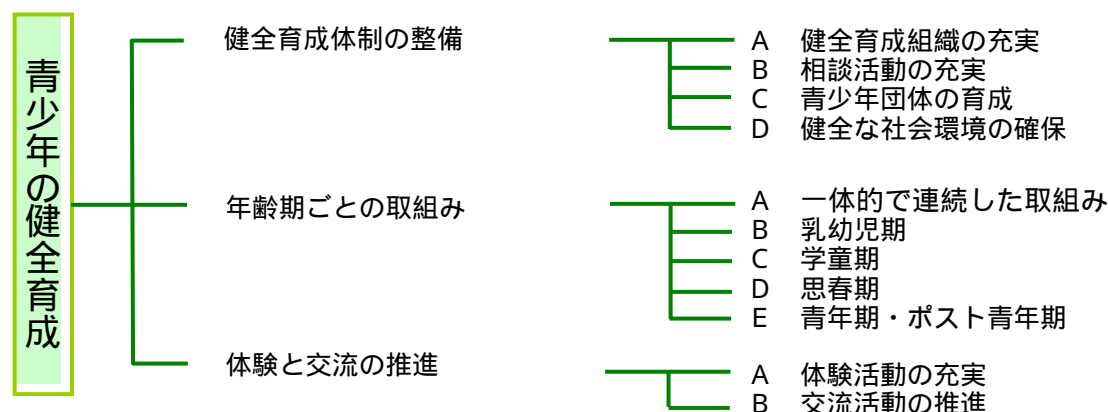 青少年の健全育成
健全育成体制の整備
A 健全育成組織の充実
B 相談活動の充実
C 青少年団体の育成
D 健全な社会環境の確保
年齢期ごとの取組み
A 一体的で連続した取組み
B 乳幼児期
C 学童期
D 思春期
E 青年期・ポスト青年期
体験と交流の推進
A 体験活動の充実
B 交流活動の推進